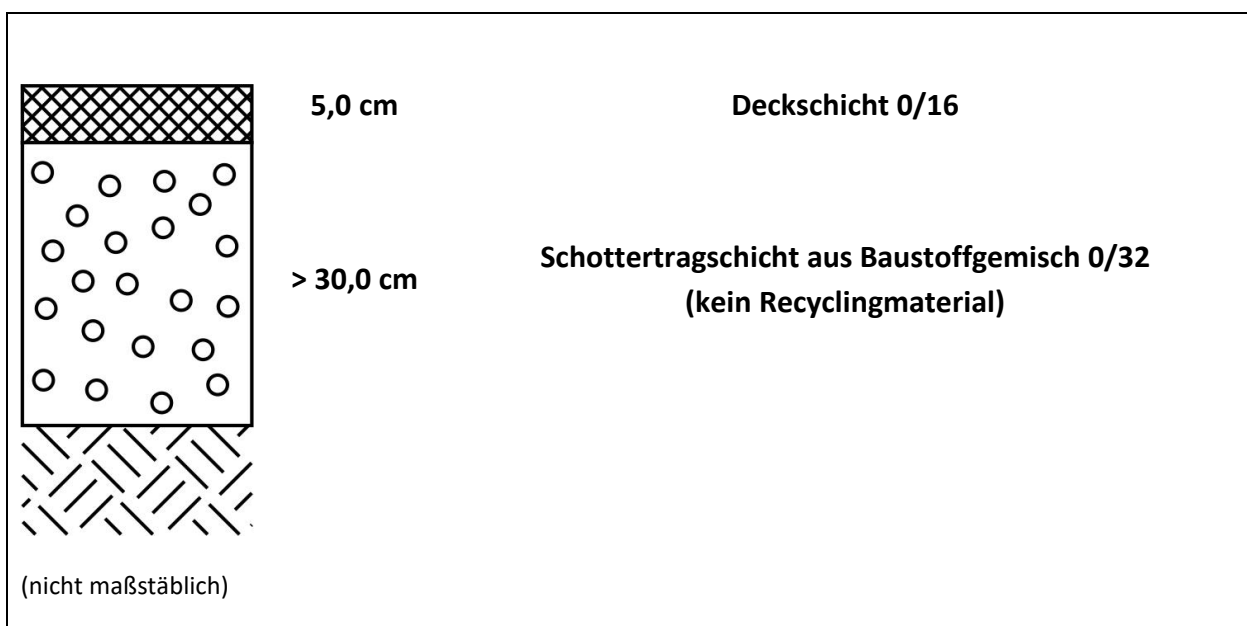 5,0 cm
Deckschicht 0/16
> 30,0 cm
Schottertragschicht aus Baustoffgemisch 0/32
(kein Recyclingmaterial)
(nicht maßstäblich)